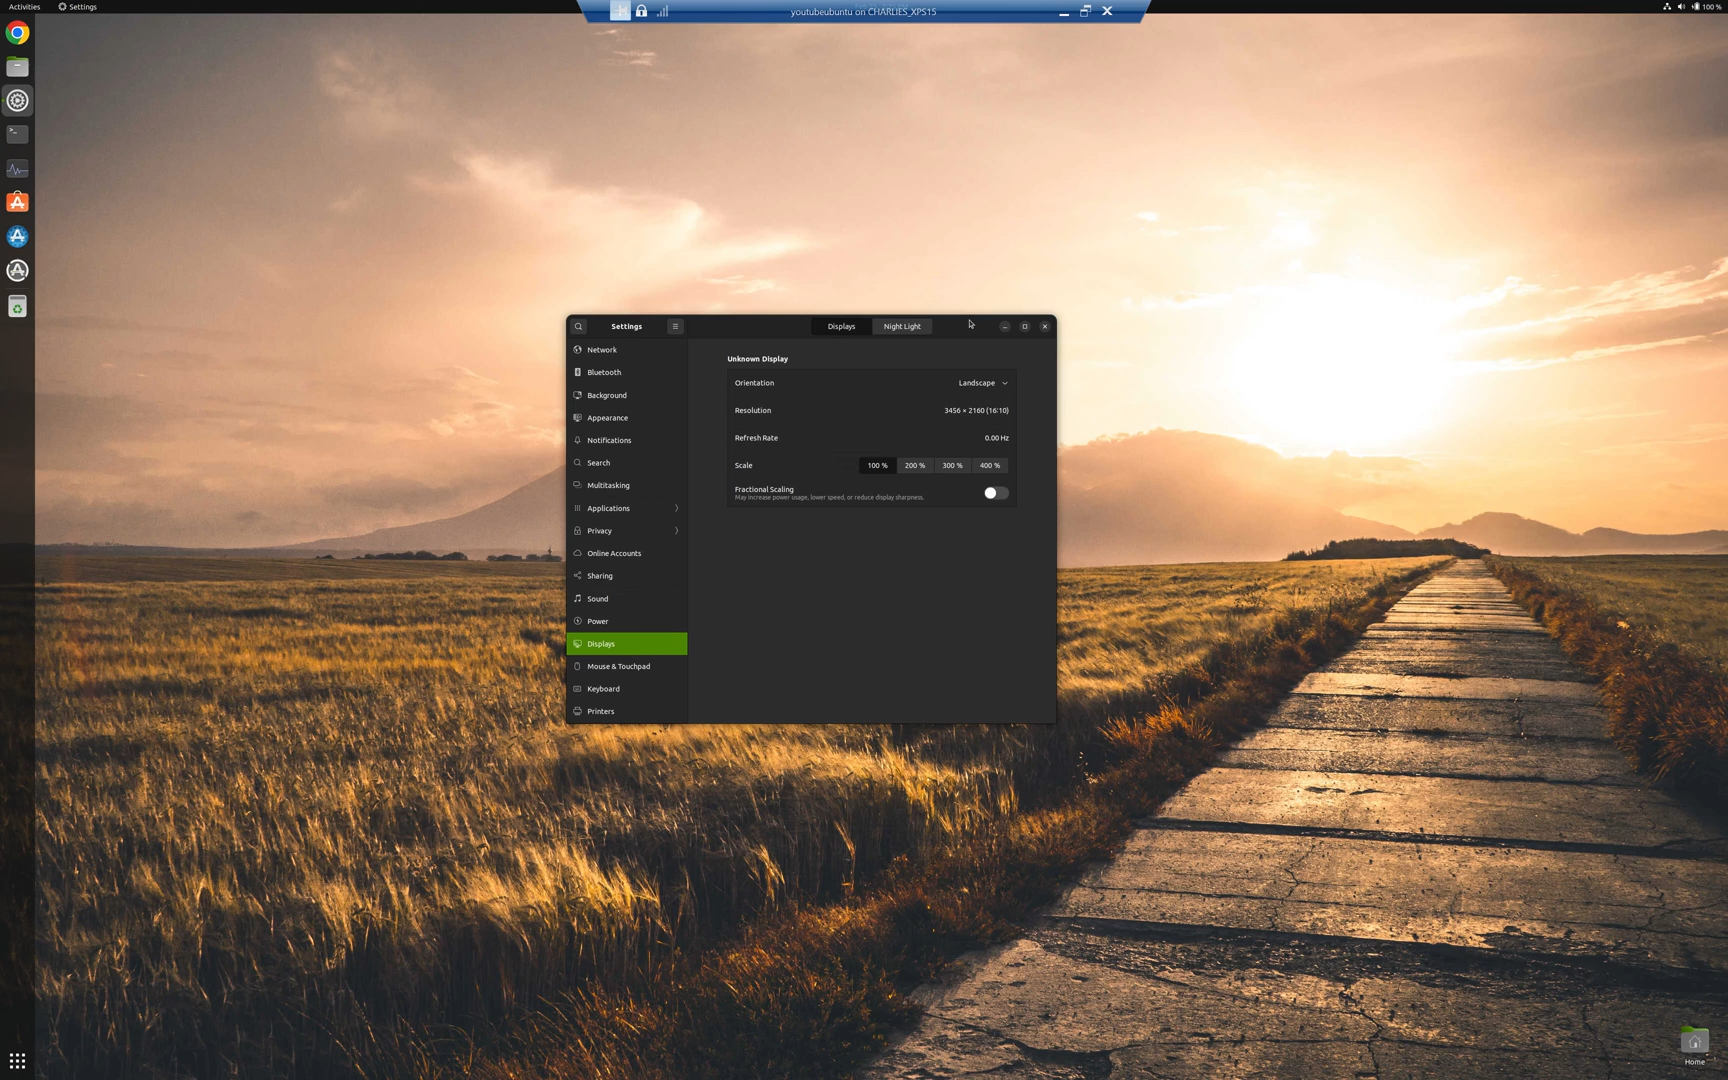 Activities
Settings
youtubeubuntu on CHARLIES_XPS15
100 %
Settings
Displays
Night Light
Network
Bluetooth
Background
Appearance
Notifications
Search
Multitasking
Applications
Privacy
Online Accounts
Sharing
Sound
Power
Displays
Mouse & Touchpad
Keyboard
Printers
Unknown Display
Orientation
Landscape
Resolution
3456 × 2160 (16:10)
Refresh Rate
0.00 Hz
Scale
100 %
200 %
300 %
400 %
Fractional Scaling
May increase power usage, lower speed, or reduce display sharpness.
Home